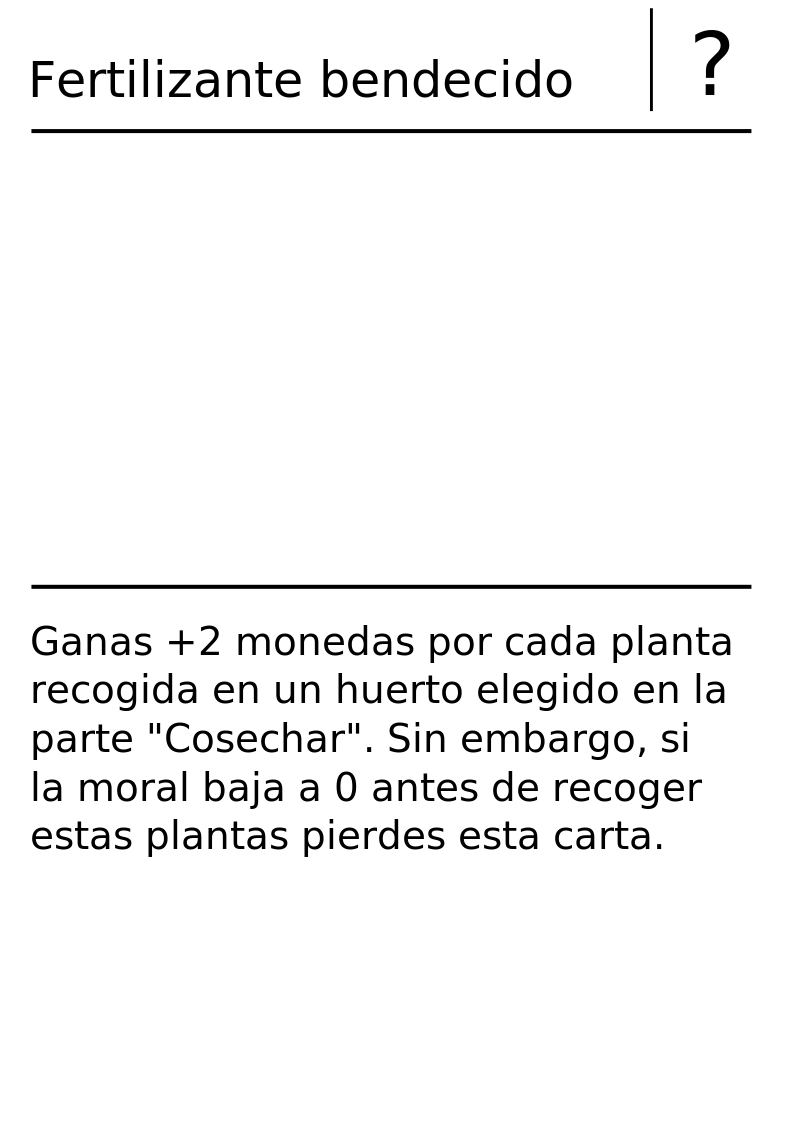 Fertilizante bendecido ?
Ganas +2 monedas por cada planta
recogida en un huerto elegido en la
parte "Cosechar". Sin embargo, si
la moral baja a 0 antes de recoger
estas plantas pierdes esta carta.